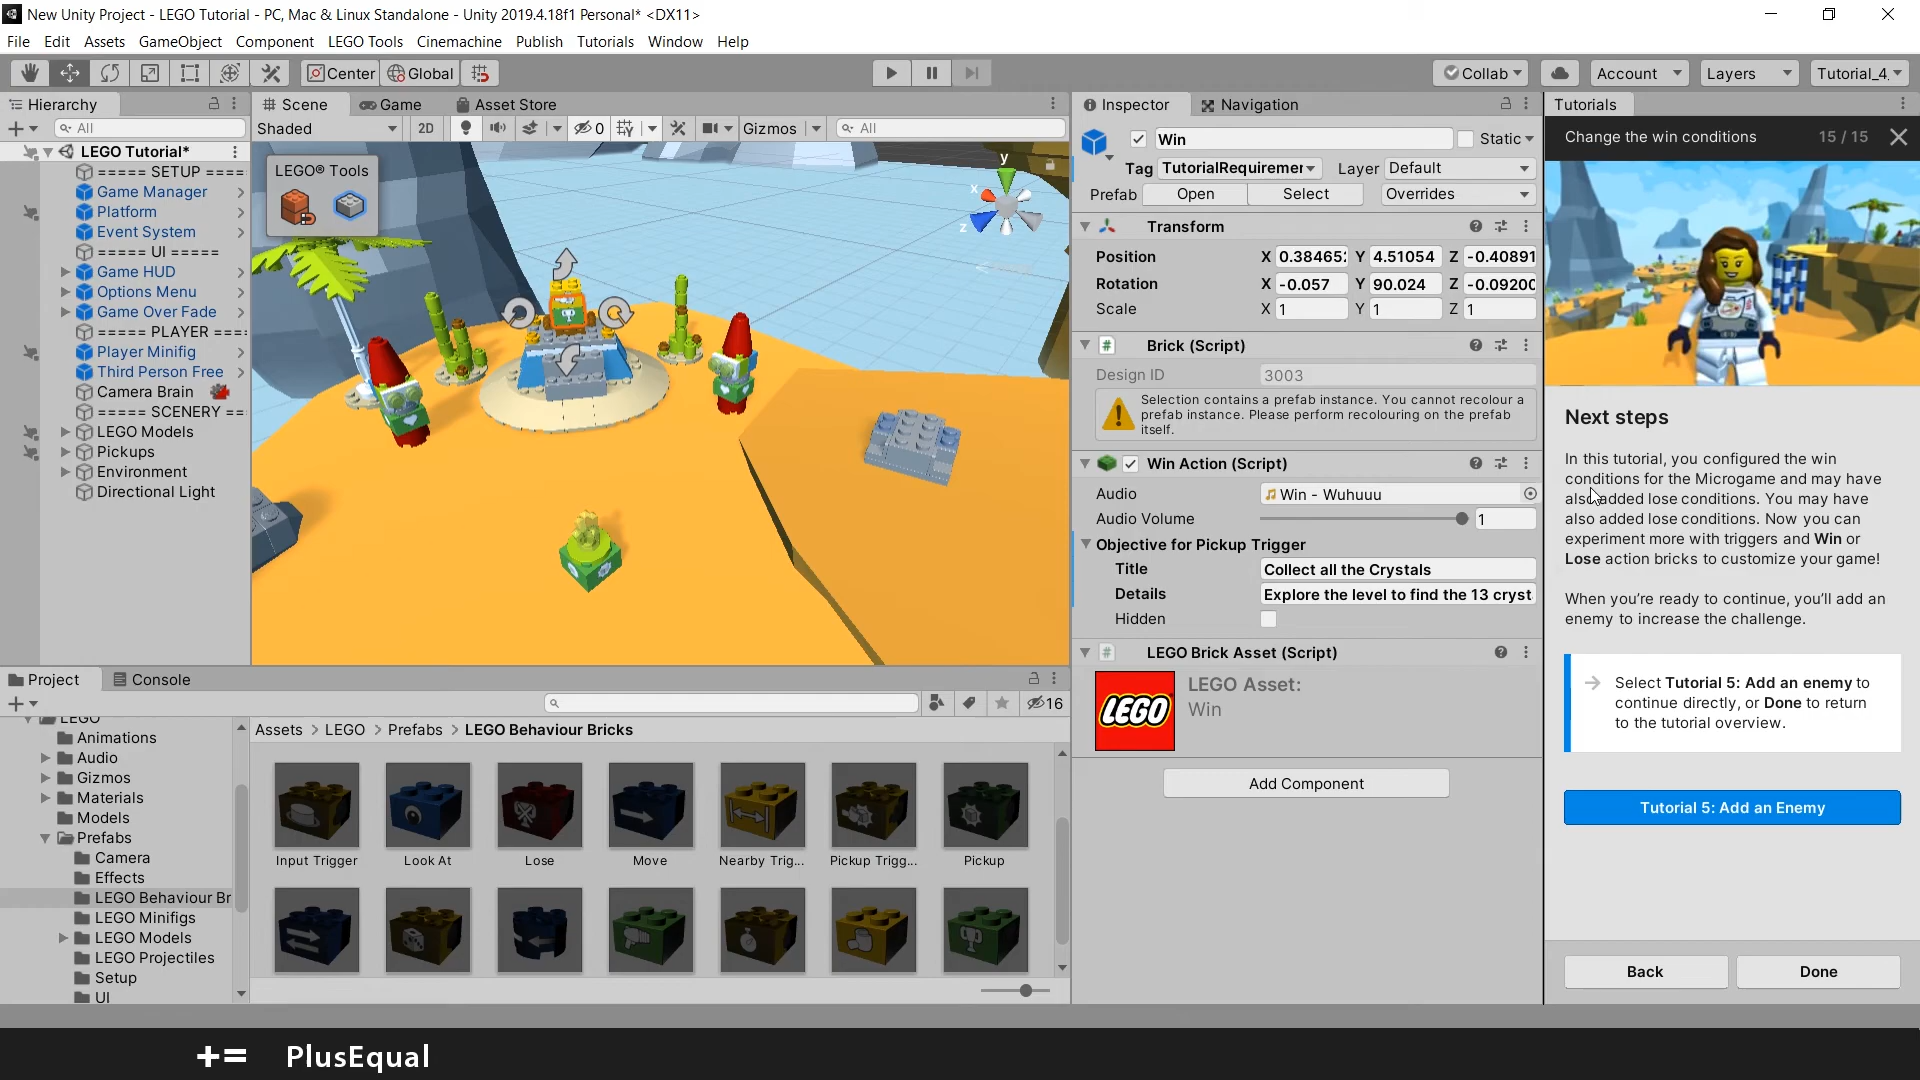 New Unity Project - LEGO Tutorial - PC, Mac & Linux Standalone - Unity 2019.4.18f1 Personal* <DX11>
File Edit Assets GameObject Component LEGO Tools Cinemachine Publish Tutorials Window Help
Center Global Collab Account Layers Tutorial_4
Hierarchy
All
LEGO Tutorial*
===== SETUP ====
Game Manager
Platform
Event System
===== UI =====
Game HUD
Options Menu
Game Over Fade
===== PLAYER ====
Player Minifig
Third Person Free
Camera Brain
===== SCENERY ==
LEGO Models
Pickups
Environment
Directional Light
Scene Game Asset Store
Shaded 2D 0 Gizmos All
LEGO® Tools
y
x
z
Inspector Navigation
Win Static
Tag TutorialRequiremer Layer Default
Prefab Open Select Overrides
Transform
Position X 0.38465 Y 4.51054 Z -0.40891
Rotation X -0.057 Y 90.024 Z -0.0920
Scale X 1 Y 1 Z 1
# Brick (Script)
Design ID 3003
Selection contains a prefab instance. You cannot recolour a
prefab instance. Please perform recolouring on the prefab
itself.
Win Action (Script)
Audio Win - Wuhuuu
Audio Volume 1
Objective for Pickup Trigger
Title Collect all the Crystals
Details Explore the level to find the 13 cryst
Hidden
# LEGO Brick Asset (Script)
LEGO
LEGO Asset:
Win
Add Component
Tutorials
Change the win conditions 15 / 15
Next steps
In this tutorial, you configured the win
conditions for the Microgame and may have
also added lose conditions. You may have
also added lose conditions. Now you can
experiment more with triggers and Win or
Lose action bricks to customize your game!
When you're ready to continue, you'll add an
enemy to increase the challenge.
Select Tutorial 5: Add an enemy to
continue directly, or Done to return
to the tutorial overview.
Tutorial 5: Add an Enemy
Back Done
Project Console
16
LEGO
Animations
Audio
Gizmos
Materials
Models
Prefabs
Camera
Effects
LEGO Behaviour Br
LEGO Minifigs
LEGO Models
LEGO Projectiles
Setup
UI
Assets > LEGO > Prefabs > LEGO Behaviour Bricks
Input Trigger Look At Lose Move Nearby Trig... Pickup Trigg... Pickup
+= PlusEqual